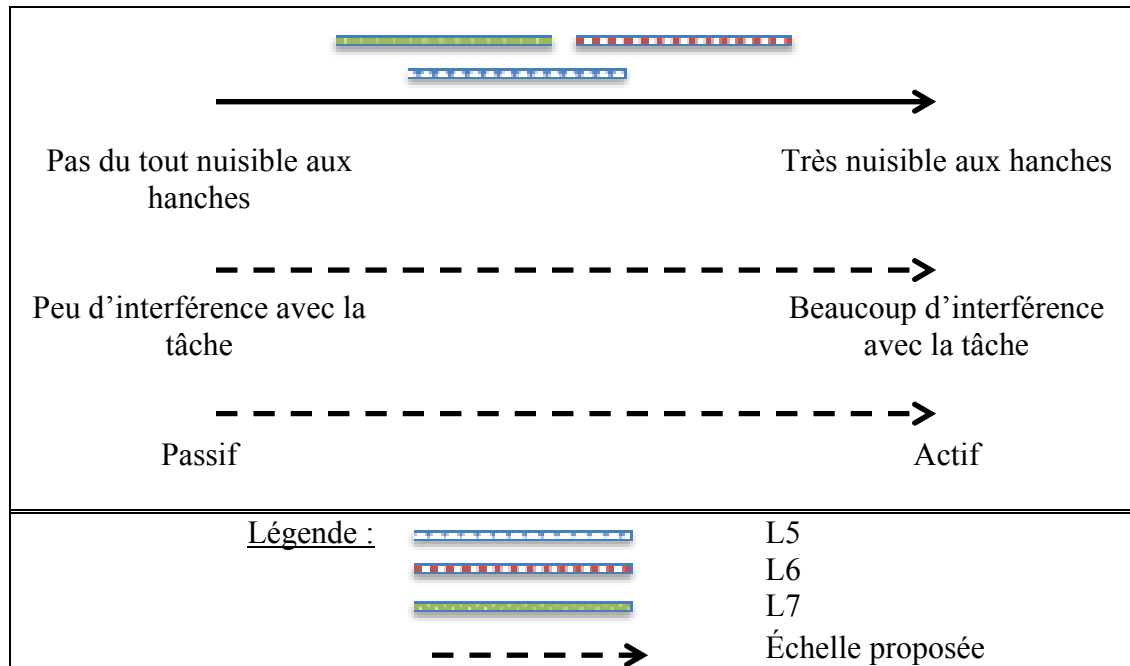 Pas du tout nuisible aux
hanches
Très nuisible aux hanches
Peu d’interférence avec la
tâche
Beaucoup d’interférence
avec la tâche
Passif
Actif
Légende :
L5
L6
L7
Échelle proposée